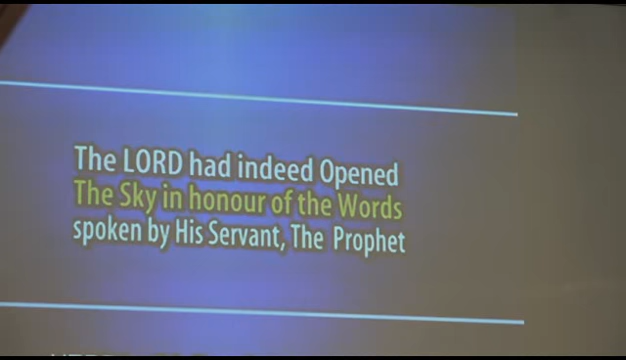 The LORD had indeed Opened
The Sky in honour of the Words
spoken by His Servant, The Prophet